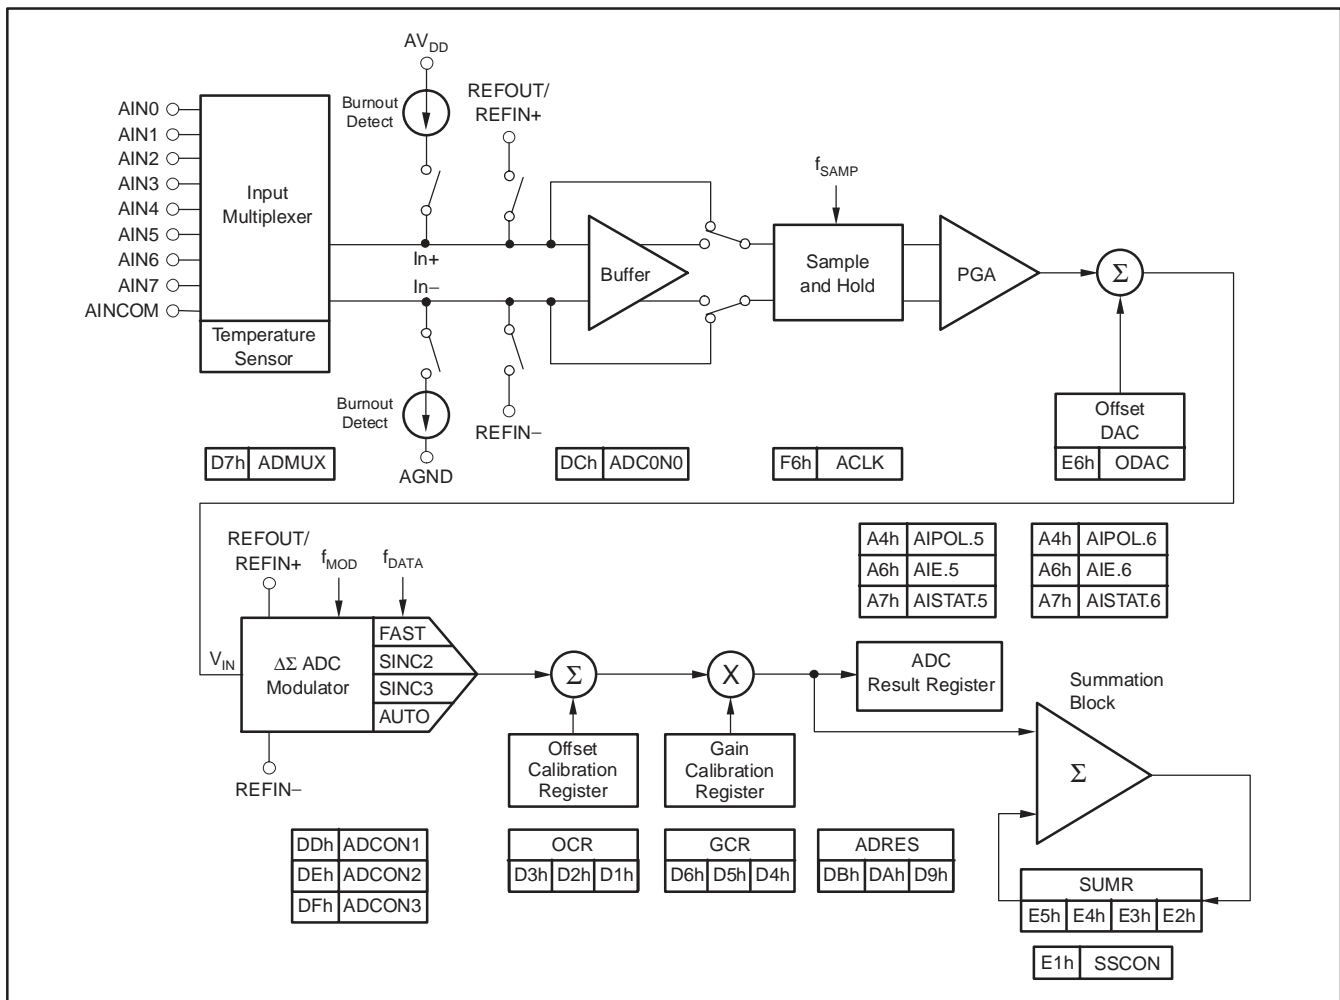 AVDD
REFOUT/
REFIN+
Burnout
Detect
AIN0
AIN1
AIN2
AIN3
AIN4
AIN5
AIN6
AIN7
AINCOM
Input
Multiplexer
Temperature
Sensor
In+
In−
Buffer
fSAMP
Sample
and Hold
PGA
Σ
Offset
DAC
E6h ODAC
Burnout
Detect
AGND
REFIN−
D7h ADMUX
DCh ADC0N0
F6h ACLK
REFOUT/
REFIN+
fMOD
fDATA
VIN
ΔΣ ADC
Modulator
FAST
SINC2
SINC3
AUTO
REFIN−
Σ
X
Offset
Calibration
Register
Gain
Calibration
Register
A4h AIPOL.5
A6h AIE.5
A7h AISTAT.5
A4h AIPOL.6
A6h AIE.6
A7h AISTAT.6
ADC
Result Register
Summation
Block
Σ
DDh ADCON1
DEh ADCON2
DFh ADCON3
OCR
D3h D2h D1h
GCR
D6h D5h D4h
ADRES
DBh DAh D9h
SUMR
E5h E4h E3h E2h
E1h SSCON